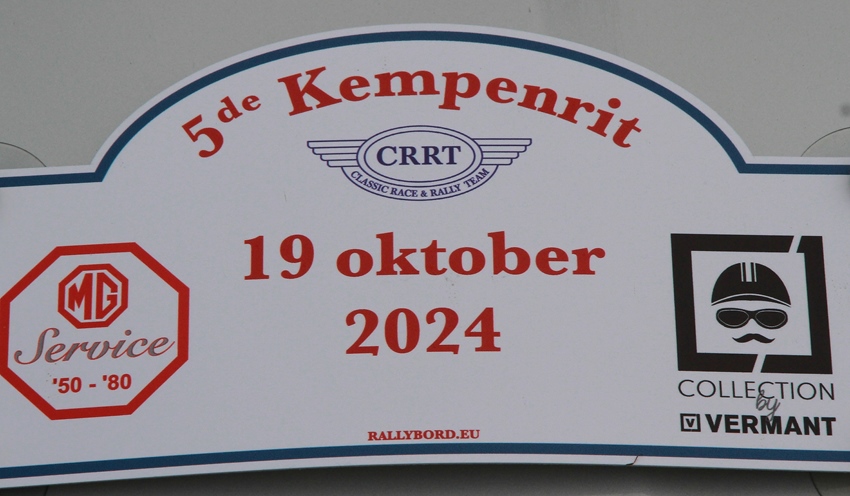 5de Kempenrit
CRRT
CLASSIC RACE & RALLY TEAM
19 oktober
2024
MG
Service
'50 - '80
COLLECTION
by
V VERMANT
RALLYBORD.EU